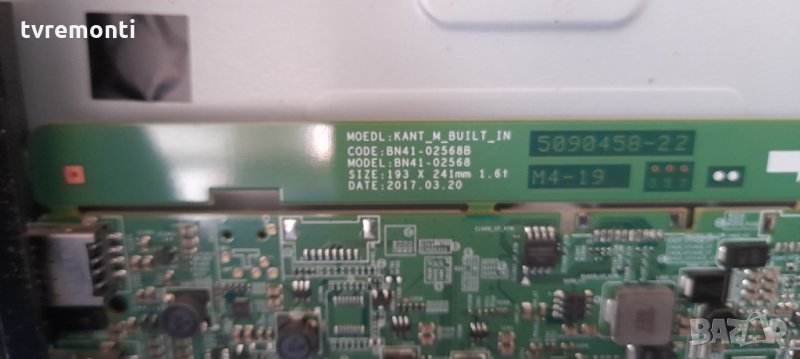 tvremonti
MOEDL:KANT_M_BUILT_IN
CODE:BN41-02568B
MODEL:BN41-02568
SIZE:193 X 241mm 1.6t
DATE:2017.03.20
5090458-22
M4-19
BAZAR